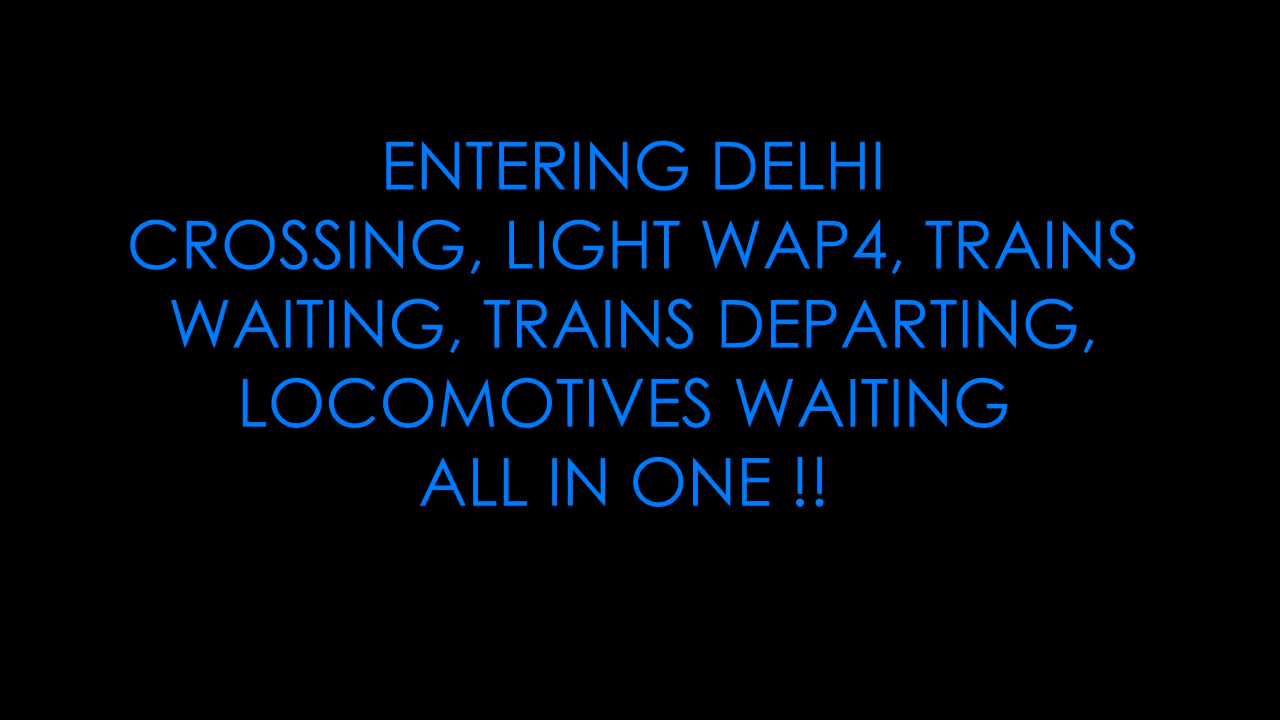 ENTERING DELHI
CROSSING, LIGHT WAP4, TRAINS
WAITING, TRAINS DEPARTING,
LOCOMOTIVES WAITING
ALL IN ONE !!